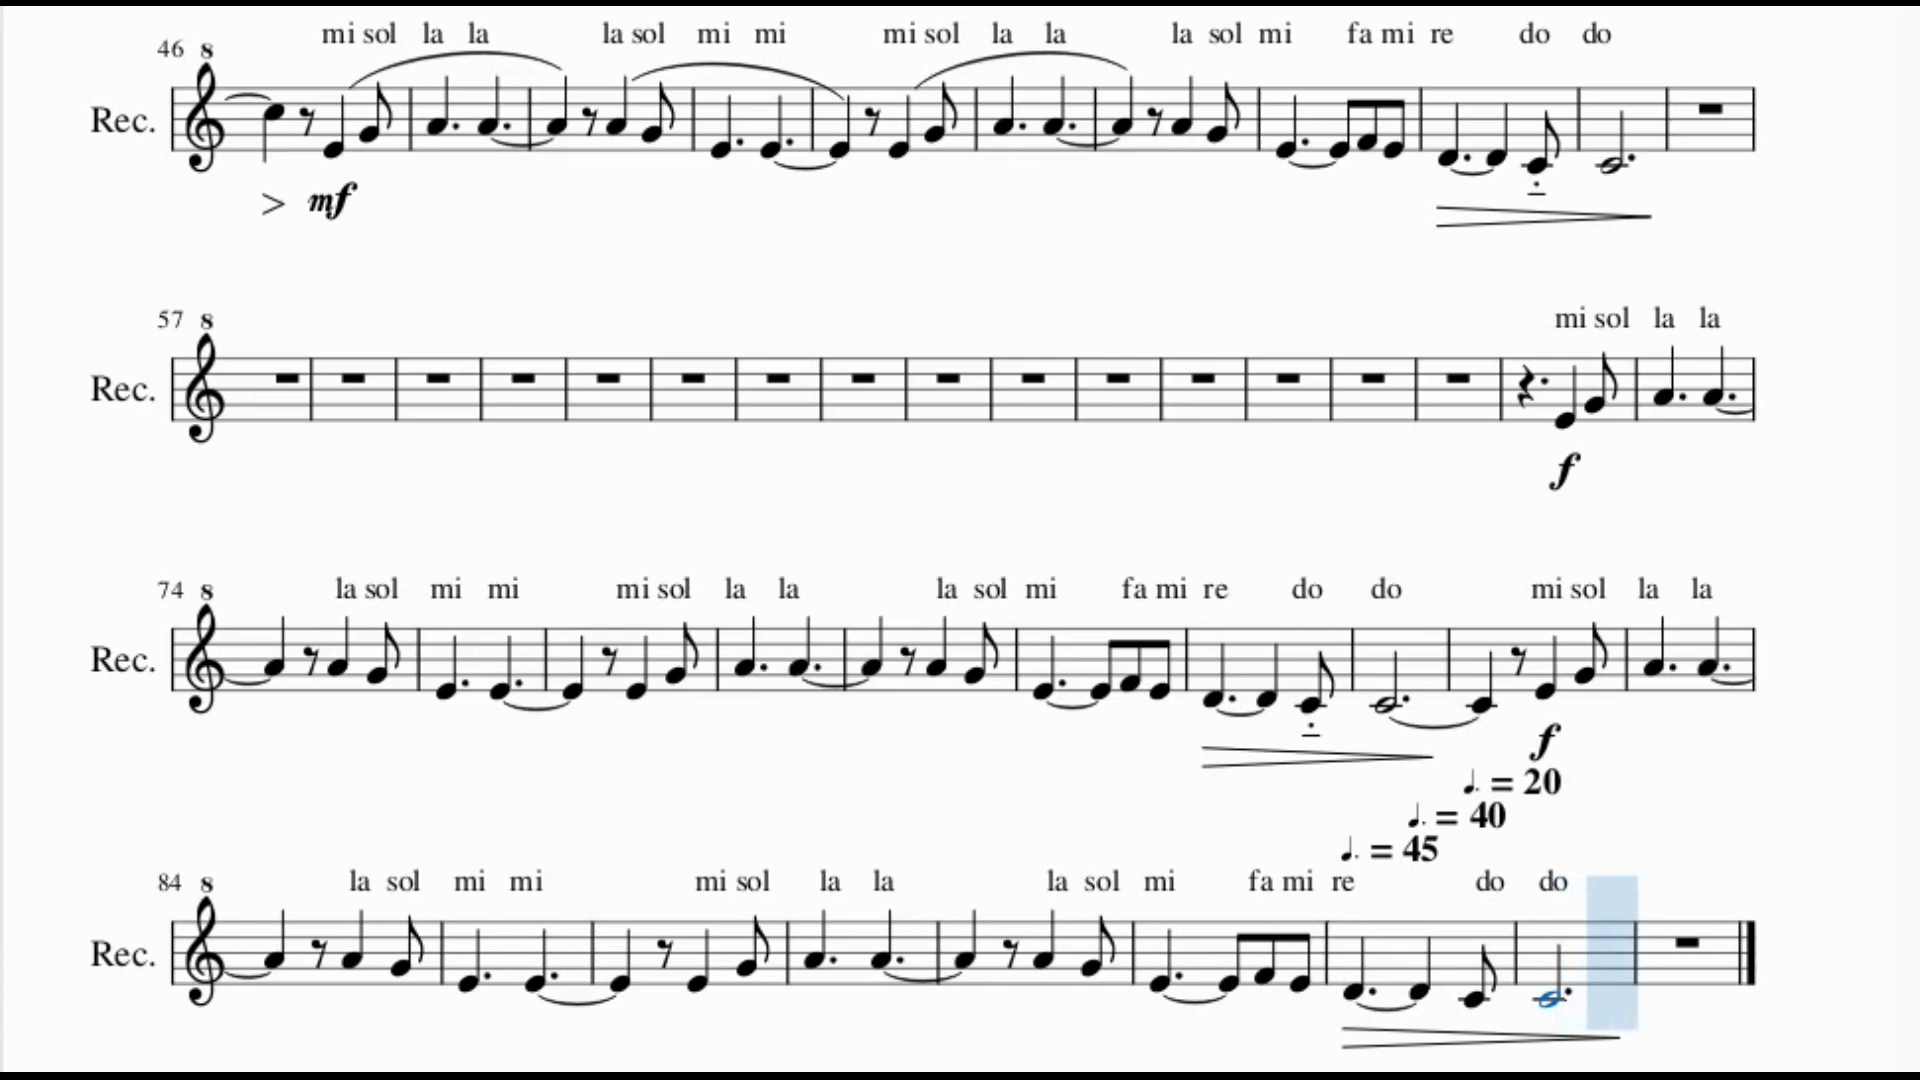 mi sol la la la sol mi mi mi sol la la la sol mi fa mi re do do
46 8
Rec.
mf
mi sol la la
57 8
Rec.
f
la sol mi mi mi sol la la la sol mi fa mi re do do mi sol la la
74 8
Rec.
f
♩. = 20
♩. = 40
♩. = 45
la sol mi mi mi sol la la la sol mi fa mi re do do
84 8
Rec.